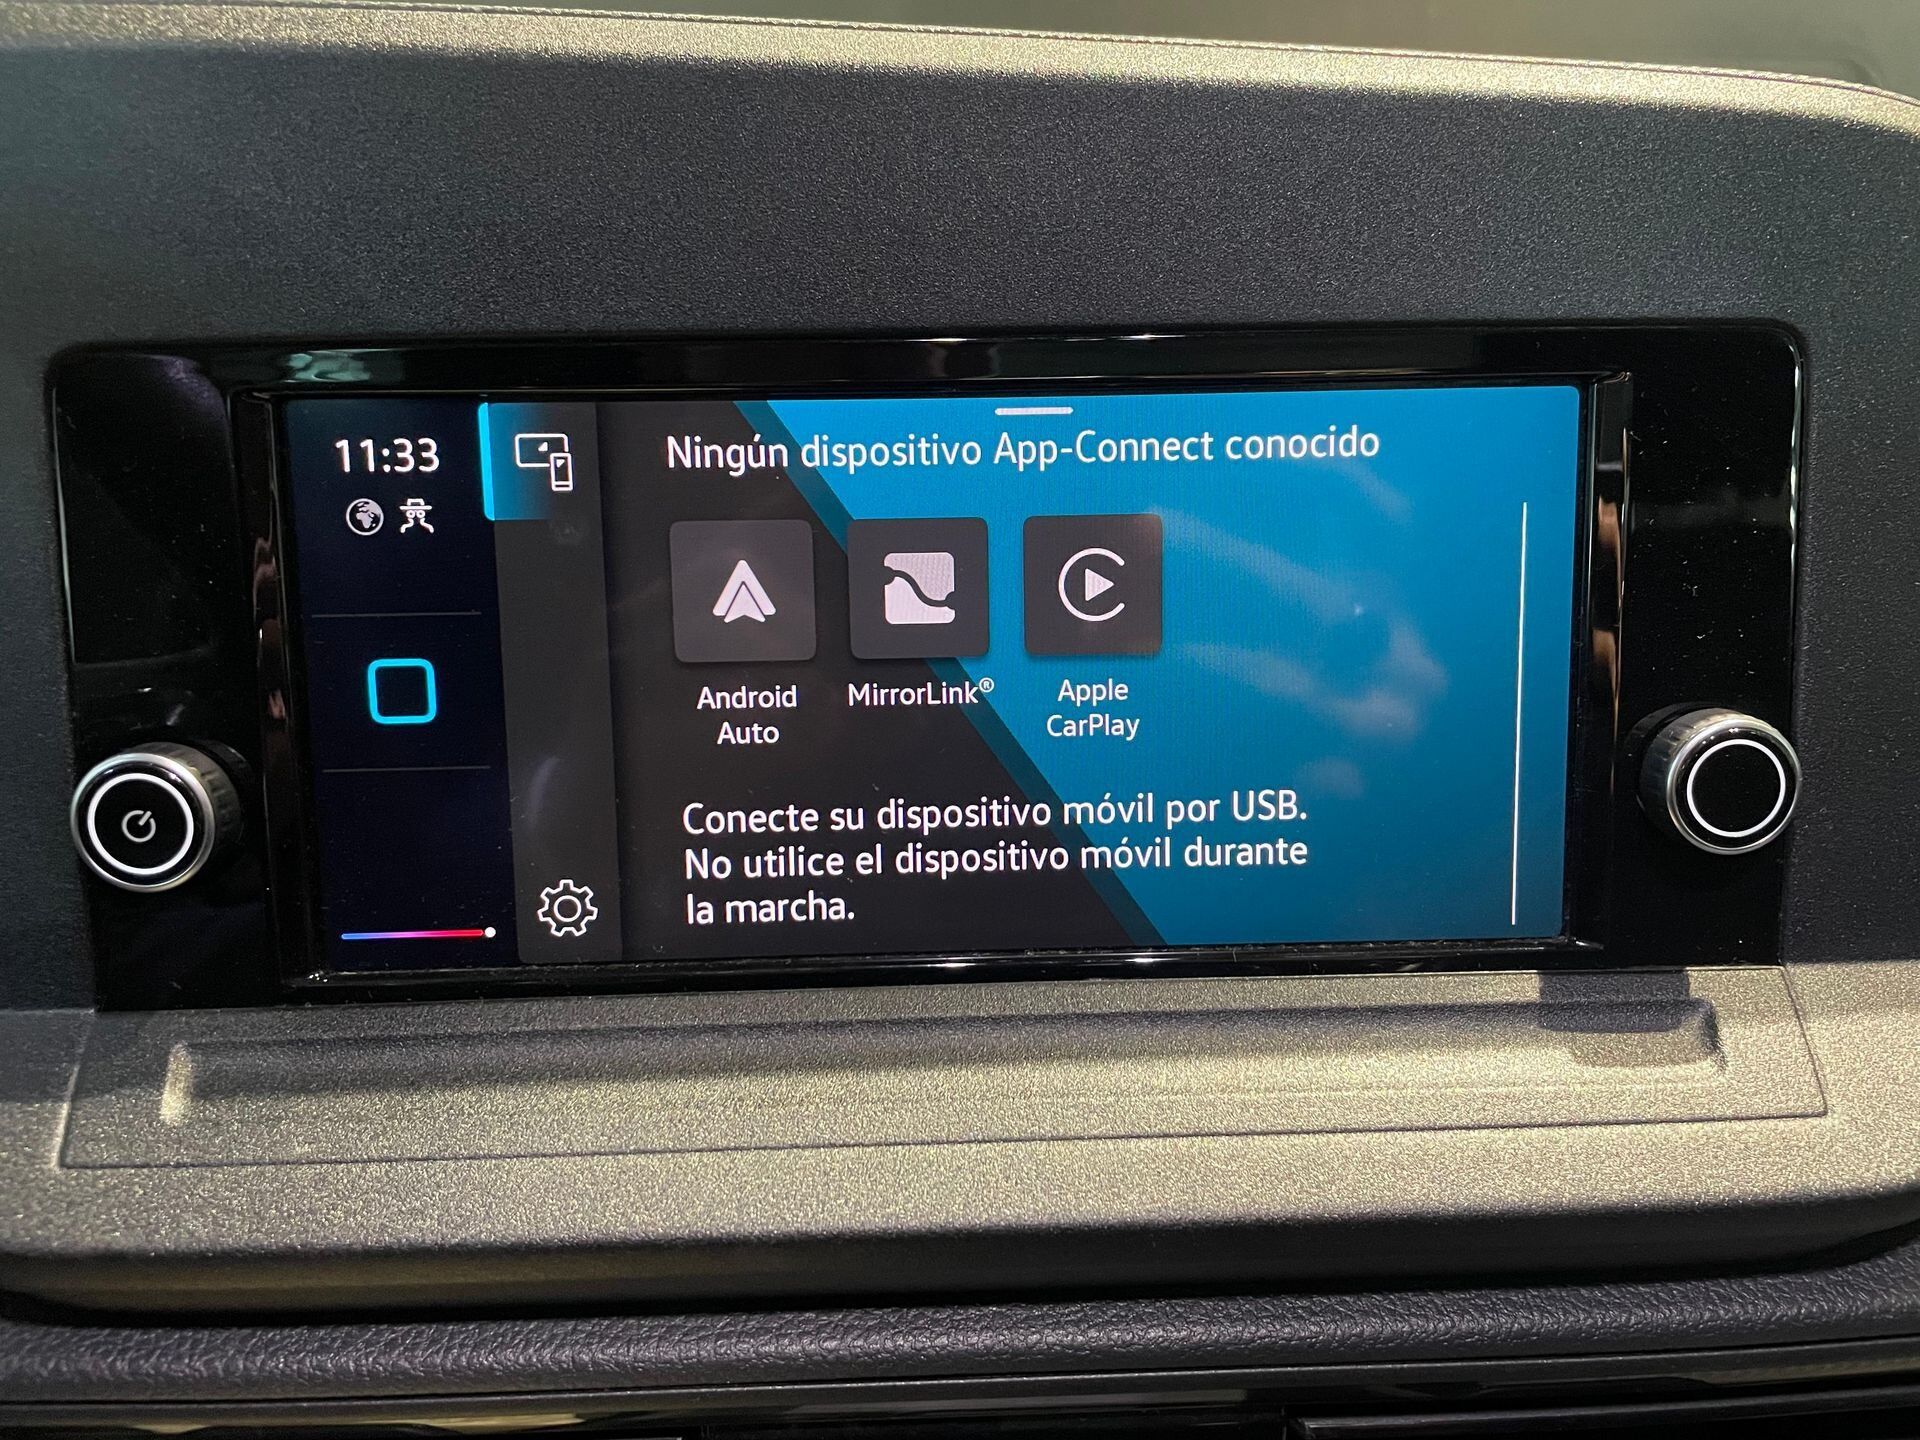 11:33
Ningún dispositivo App-Connect conocido
Android
Auto
MirrorLink®
Apple
CarPlay
Conecte su dispositivo móvil por USB.
No utilice el dispositivo móvil durante
la marcha.